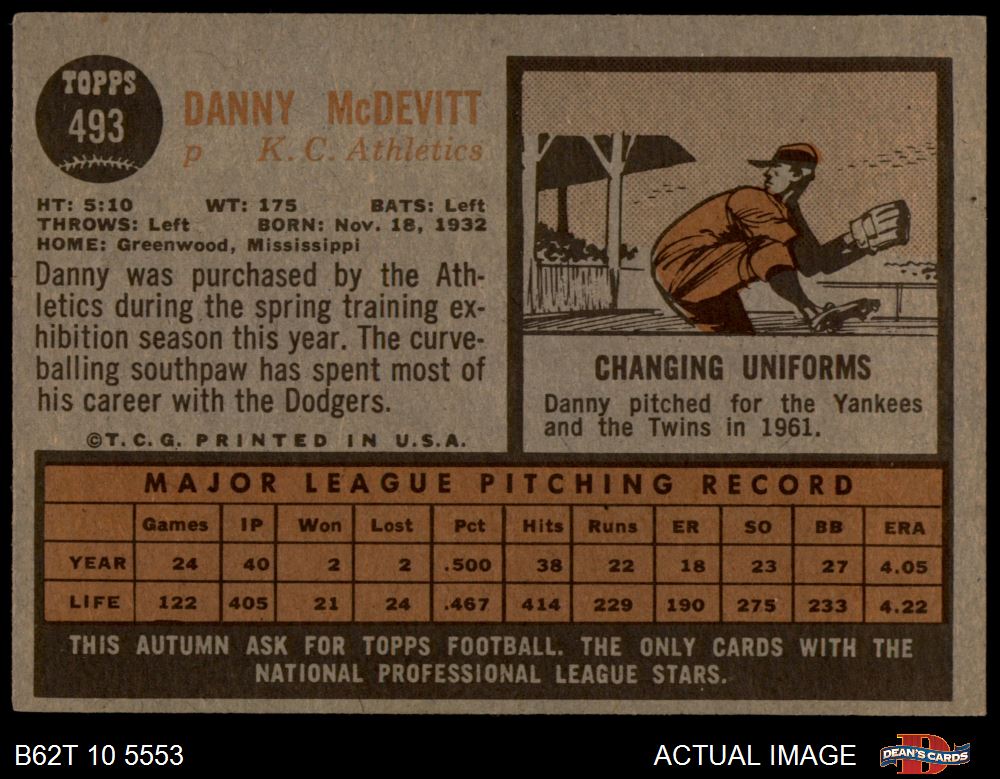 TOPPS
493
DANNY McDEVITT
p K. C. Athletics
HT: 5:10 WT: 175 BATS: Left
THROWS: Left BORN: Nov. 18, 1932
HOME: Greenwood, Mississippi
Danny was purchased by the Ath-
letics during the spring training ex-
hibition season this year. The curve-
balling southpaw has spent most of
his career with the Dodgers.
©T.C.G. PRINTED IN U.S.A.
CHANGING UNIFORMS
Danny pitched for the Yankees
and the Twins in 1961.
MAJOR LEAGUE PITCHING RECORD
Games IP Won Lost Pct Hits Runs ER SO BB ERA
YEAR 24 40 2 2 .500 38 22 18 23 27 4.05
LIFE 122 405 21 24 .467 414 229 190 275 233 4.22
THIS AUTUMN ASK FOR TOPPS FOOTBALL. THE ONLY CARDS WITH THE
NATIONAL PROFESSIONAL LEAGUE STARS.
B62T 10 5553 ACTUAL IMAGE
D
DEAN'S CARDS